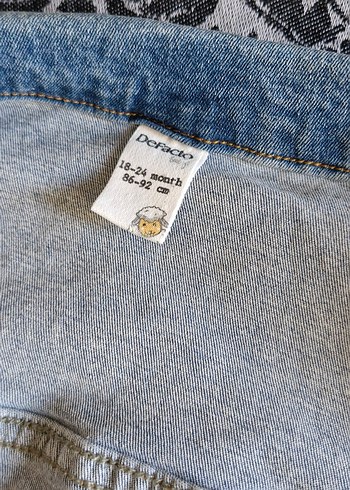 DeFacto
18-24 month
86-92 cm